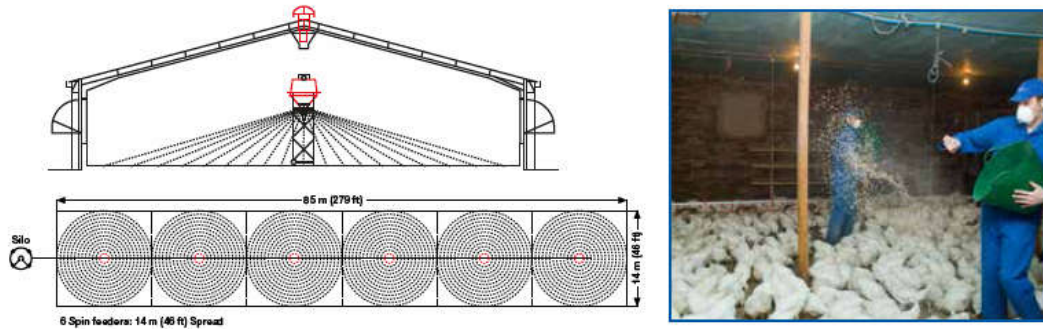 85 m (279 ft)
Silo
14 m (46 ft)
6 Spin feeders: 14 m (46 ft) Spread